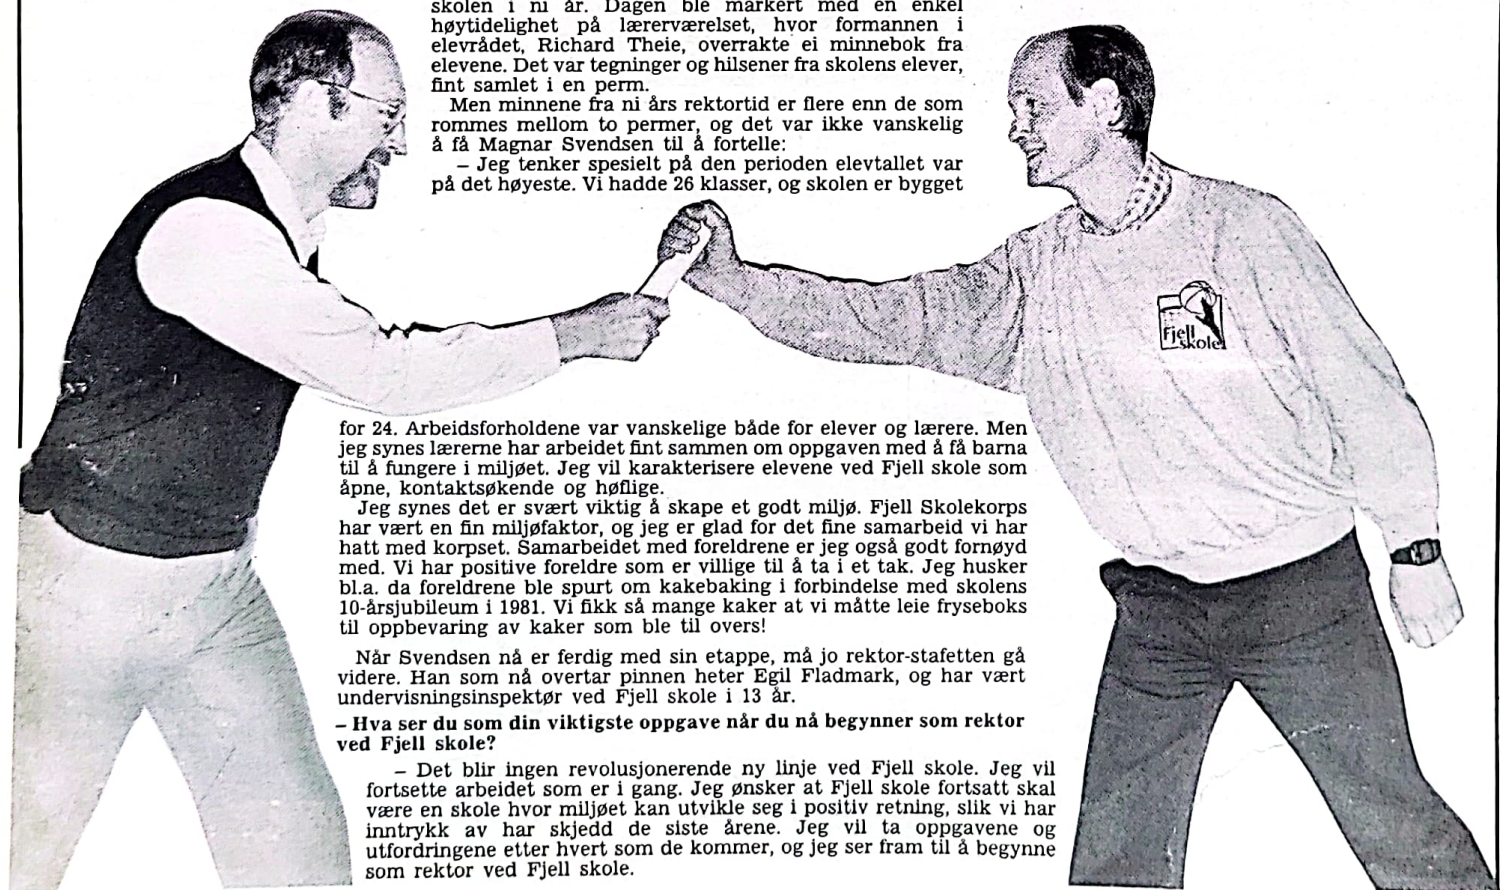 skolen i ni år. Dagen ble markert med en enkel
høytidelighet på lærerværelset, hvor formannen i
elevrådet, Richard Theie, overrakte ei minnebok fra
elevene. Det var tegninger og hilsener fra skolens elever,
fint samlet i en perm.
Men minnene fra ni års rektortid er flere enn de som
rommes mellom to permer, og det var ikke vanskelig
å få Magnar Svendsen til å fortelle:
– Jeg tenker spesielt på den perioden elevtallet var
på det høyeste. Vi hadde 26 klasser, og skolen er bygget
Fjell
skole
for 24. Arbeidsforholdene var vanskelige både for elever og lærere. Men
jeg synes lærerne har arbeidet fint sammen om oppgaven med å få barna
til å fungere i miljøet. Jeg vil karakterisere elevene ved Fjell skole som
åpne, kontaktsøkende og høflige.
Jeg synes det er svært viktig å skape et godt miljø. Fjell Skolekorps
har vært en fin miljøfaktor, og jeg er glad for det fine samarbeid vi har
hatt med korpset. Samarbeidet med foreldrene er jeg også godt fornøyd
med. Vi har positive foreldre som er villige til å ta i et tak. Jeg husker
bl.a. da foreldrene ble spurt om kakebaking i forbindelse med skolens
10-årsjubileum i 1981. Vi fikk så mange kaker at vi måtte leie fryseboks
til oppbevaring av kaker som ble til overs!
Når Svendsen nå er ferdig med sin etappe, må jo rektor-stafetten gå
videre. Han som nå overtar pinnen heter Egil Fladmark, og har vært
undervisningsinspektør ved Fjell skole i 13 år.
– Hva ser du som din viktigste oppgave når du nå begynner som rektor
ved Fjell skole?
– Det blir ingen revolusjonerende ny linje ved Fjell skole. Jeg vil
fortsette arbeidet som er i gang. Jeg ønsker at Fjell skole fortsatt skal
være en skole hvor miljøet kan utvikle seg i positiv retning, slik vi har
inntrykk av har skjedd de siste årene. Jeg vil ta oppgavene og
utfordringene etter hvert som de kommer, og jeg ser fram til å begynne
som rektor ved Fjell skole.